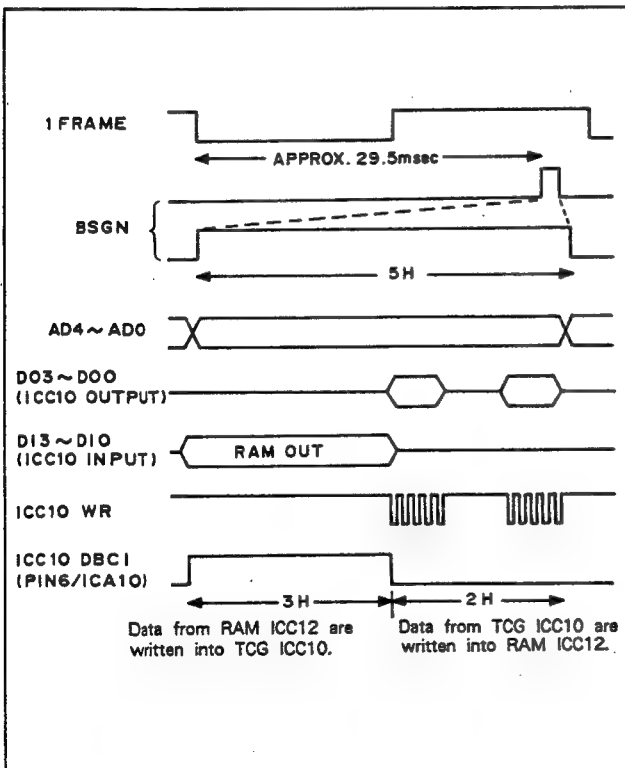 1 FRAME
APPROX. 29.5msec
BSGN
5H
AD4~AD0
DO3~DO0
(ICC10 OUTPUT)
DI3~DI0
(ICC10 INPUT)
RAM OUT
ICC10 WR
ICC10 DBCI
(PIN6/ICA10)
3H
2H
Data from RAM ICC12 are
written into TCG ICC10.
Data from TCG ICC10 are
written into RAM ICC12.